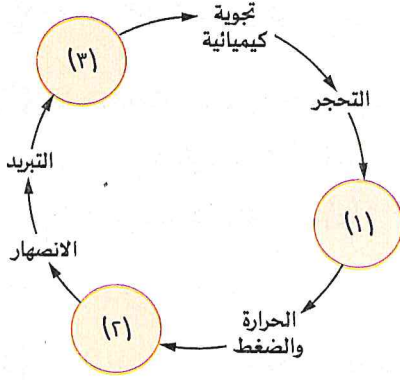 تجوية
كيميائية
التحجر
(١)
الحرارة
والضغط
(٢)
الانصهار
التبريد
(٣)